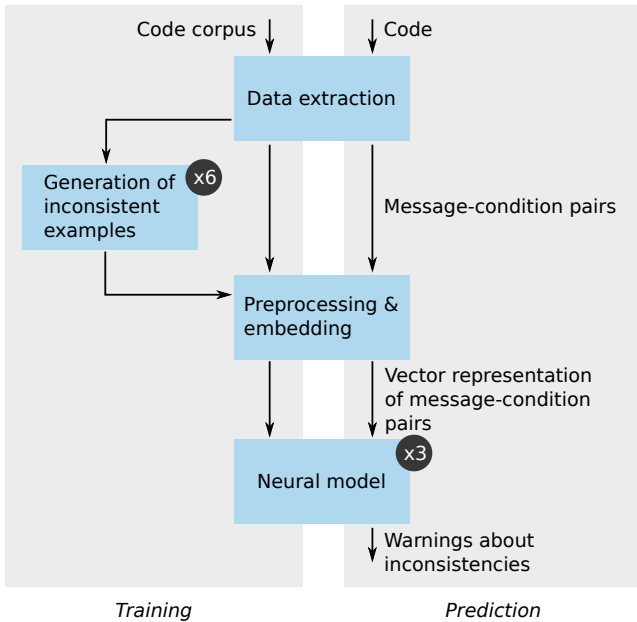 Code corpus
Code
Data extraction
x6
Generation of
inconsistent
examples
Message-condition pairs
Preprocessing &
embedding
Vector representation
of message-condition
pairs
x3
Neural model
Warnings about
inconsistencies
Training
Prediction